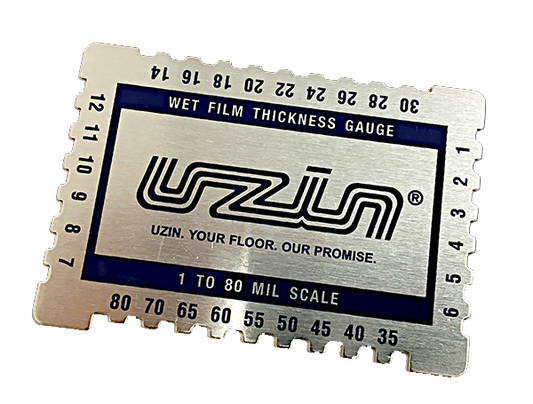 14 16 18 20 22 24 26 28 30
WET FILM THICKNESS GAUGE
12 11 10 9 8 7
1 2 3 4 5 6
uzin®
UZIN. YOUR FLOOR. OUR PROMISE.
1 TO 80 MIL SCALE
80 70 65 60 55 50 45 40 35